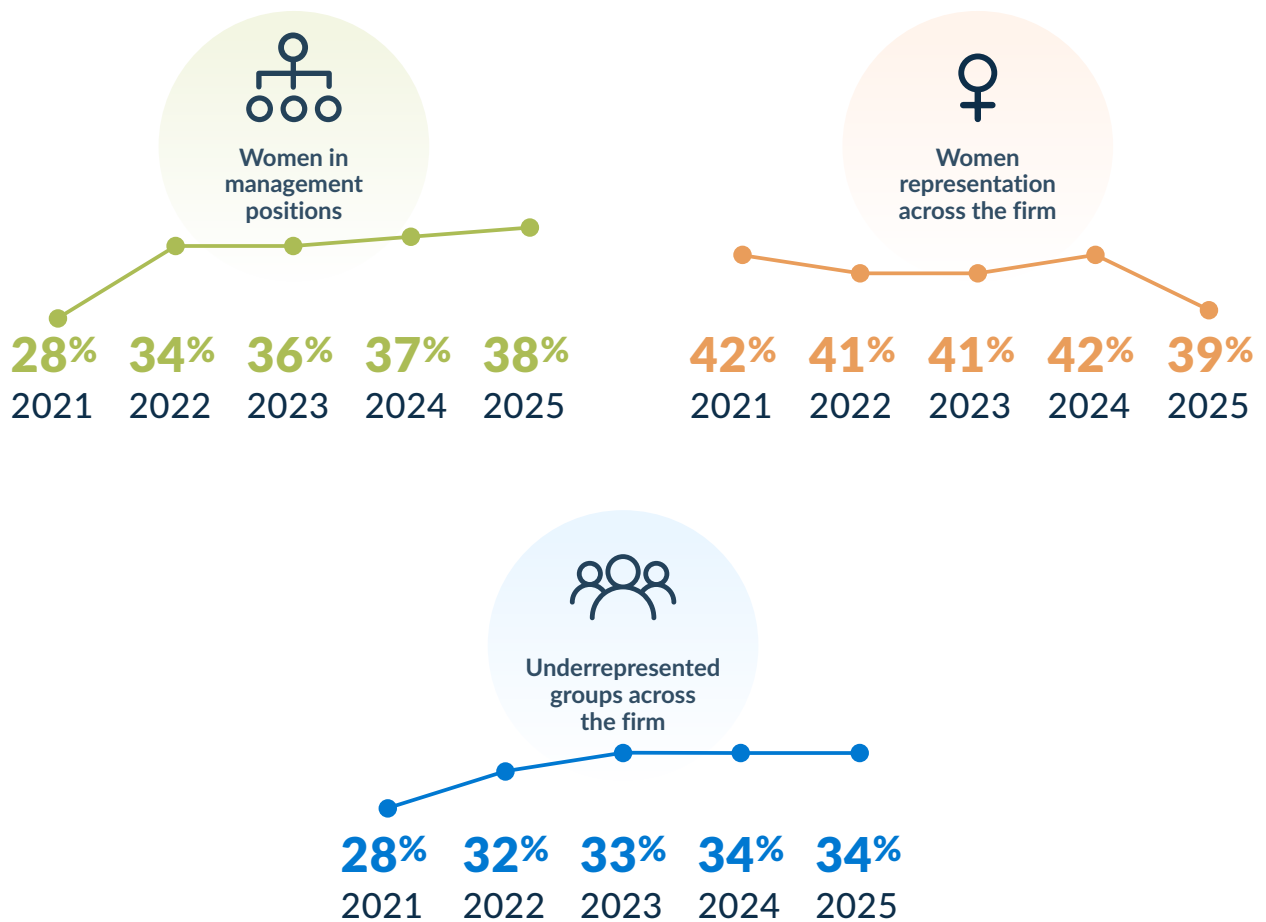 Women in
management
positions
28% 34% 36% 37% 38%
2021 2022 2023 2024 2025
Women
representation
across the firm
42% 41% 41% 42% 39%
2021 2022 2023 2024 2025
Underrepresented
groups across
the firm
28% 32% 33% 34% 34%
2021 2022 2023 2024 2025